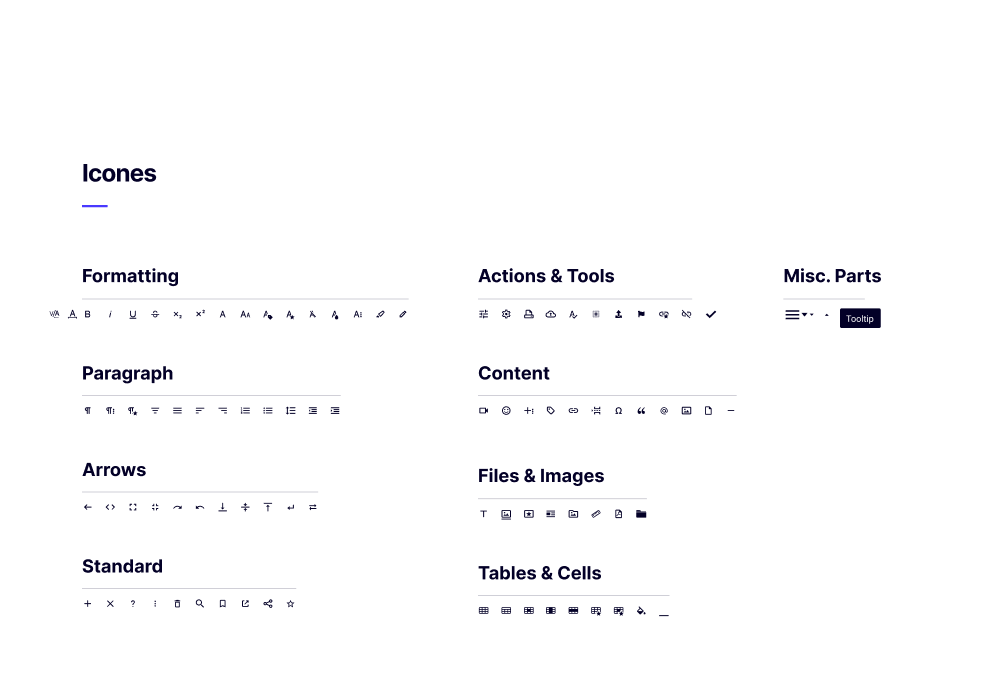 Icones
Formatting
Actions & Tools
Misc. Parts
Tooltip
Paragraph
Content
Arrows
Files & Images
Standard
Tables & Cells